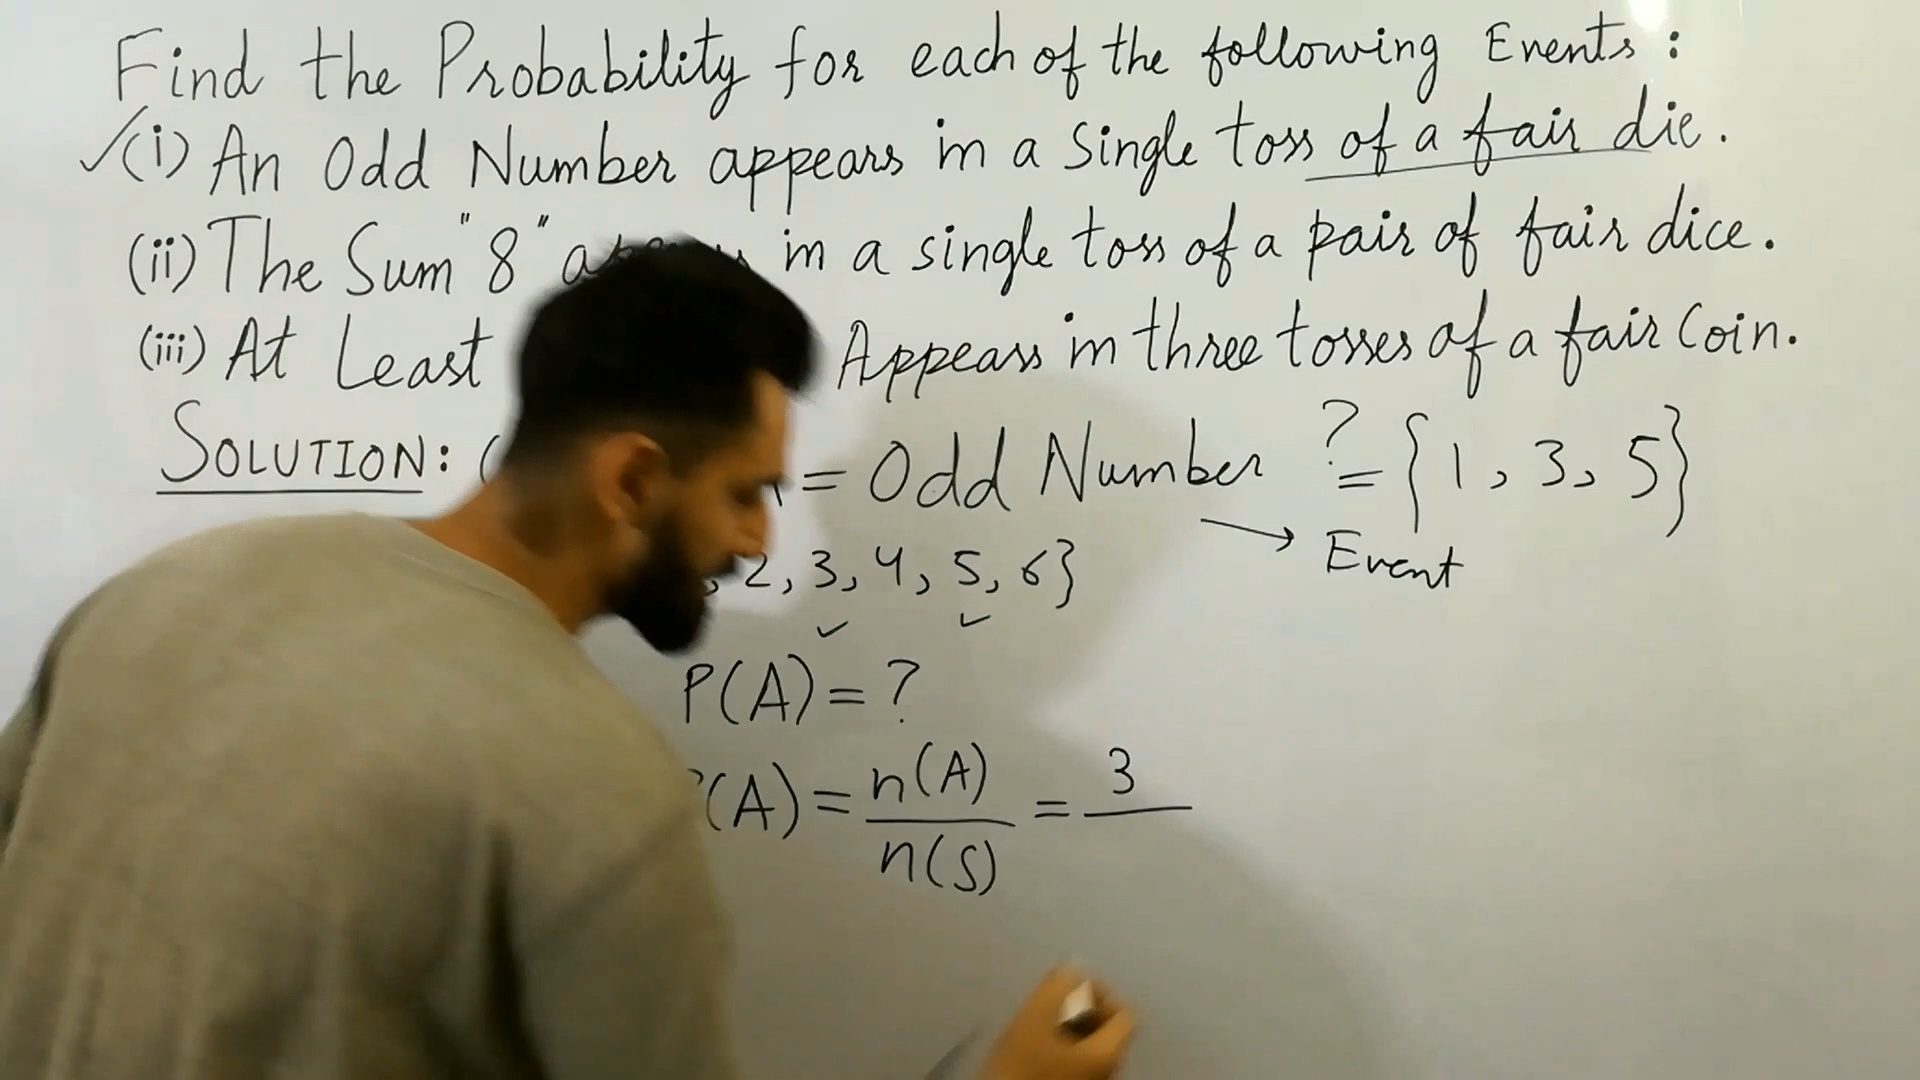 Find the Probability for each of the following Events :
✓(i) An Odd Number appears in a Single toss of a fair die.
(ii) The Sum "8" in a single toss of a pair of fair dice.
(iii) At Least Appears in three tosses of a fair Coin.
SOLUTION: ( = Odd Number ? = {1, 3, 5}
→ Event
, 2, 3, 4, 5, 6}
✓ ✓
P(A) = ?
(A) = n(A) / n(S) = 3 /